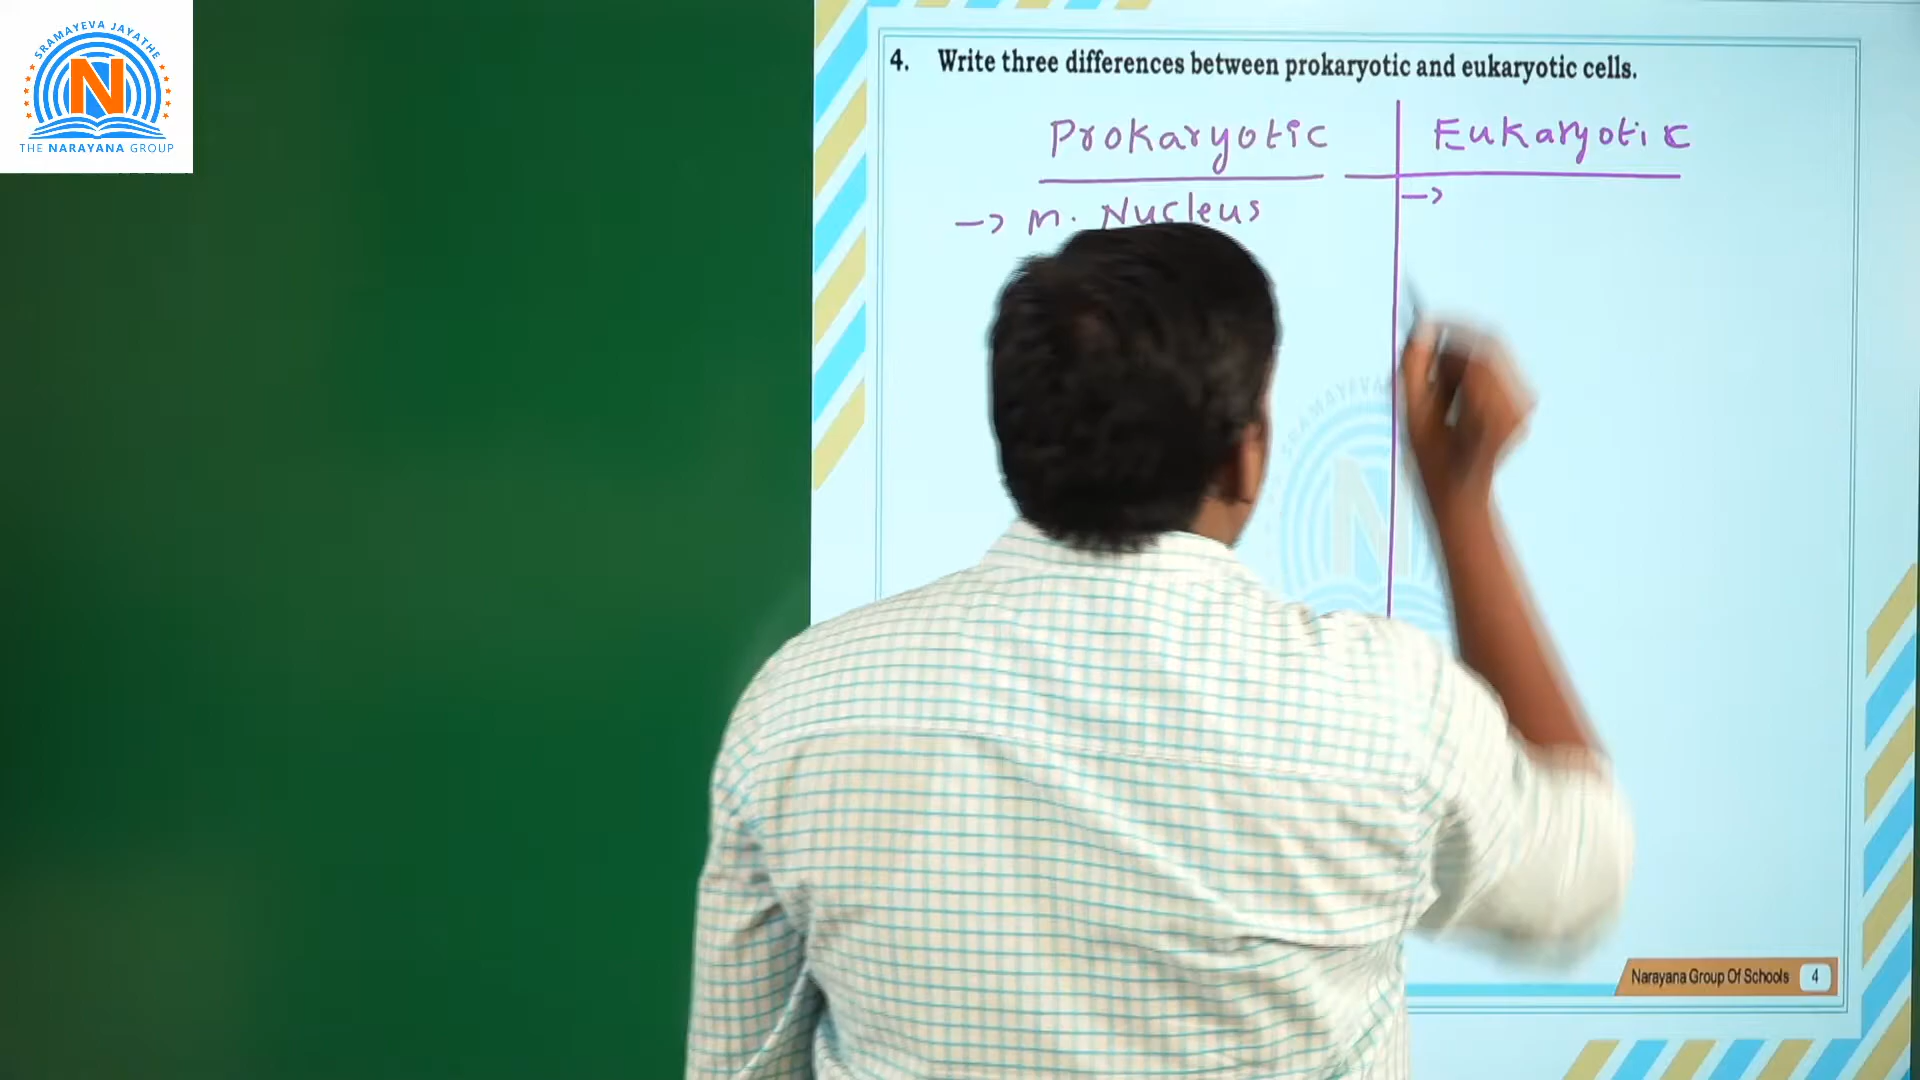 SRAMAYEVA JAYATHE
N
THE NARAYANA GROUP
4. Write three differences between prokaryotic and eukaryotic cells.
Prokaryotic Eukaryotic
-> m. Nucleus ->
N
Narayana Group Of Schools 4